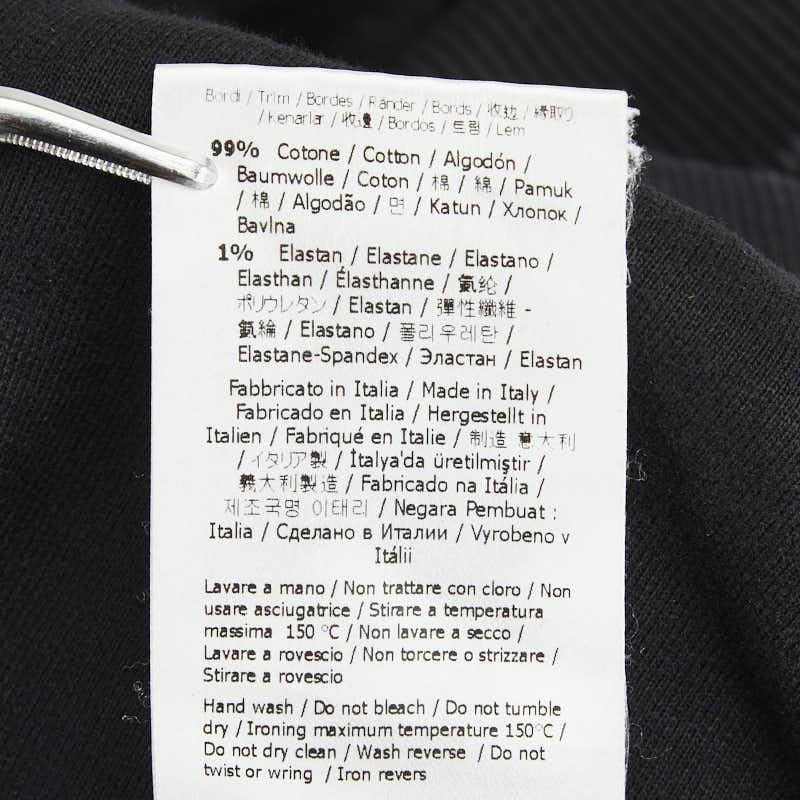 Bordi / Trim / Bordes / Ränder / Bords / 收边 / 縁取り
/ Kenarlar / 收邊 / Bordos / 트림 / Lem
99% Cotone / Cotton / Algodón /
Baumwolle / Coton / 棉 / 綿 / Pamuk
/ 棉 / Algodão / 면 / Katun / Хлопок /
Bavlna
1% Elastan / Elastane / Elastano /
Elasthan / Élasthanne / 氨纶 /
ポリウレタン / Elastan / 彈性纖維 -
氨綸 / Elastano / 폴리우레탄 /
Elastane-Spandex / Эластан / Elastan
Fabbricato in Italia / Made in Italy /
Fabricado en Italia / Hergestellt in
Italien / Fabriqué en Italie / 制造 意大利
/ イタリア製 / İtalya'da üretilmiştir /
義大利製造 / Fabricado na Itália /
제조국명 이태리 / Negara Pembuat :
Italia / Сделано в Италии / Vyrobeno v
Itálii
Lavare a mano / Non trattare con cloro / Non
usare asciugatrice / Stirare a temperatura
massima 150 °C / Non lavare a secco /
Lavare a rovescio / Non torcere o strizzare /
Stirare a rovescio
Hand wash / Do not bleach / Do not tumble
dry / Ironing maximum temperature 150°C /
Do not dry clean / Wash reverse / Do not
twist or wring / Iron revers